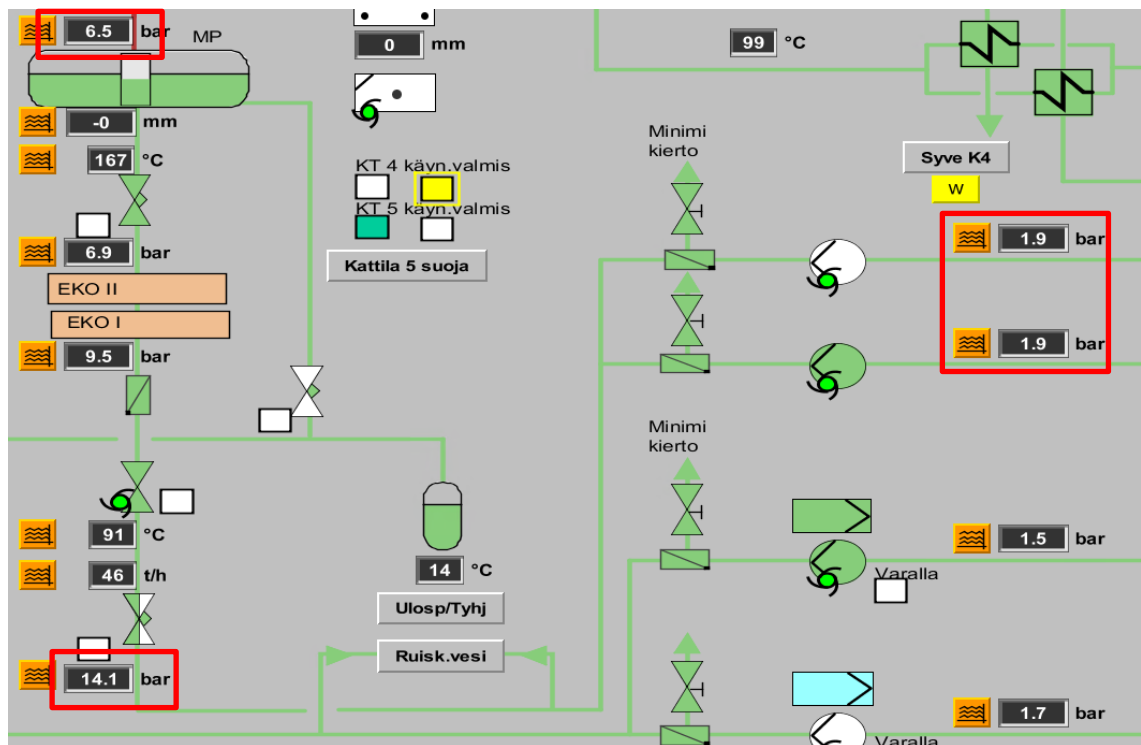 6.5 bar
MP
0 mm
99 °C
-0 mm
167 °C
KT 4 käyn.valmis
KT 5 käyn.valmis
Kattila 5 suoja
Minimi
kierto
Syve K4
W
6.9 bar
1.9 bar
EKO II
EKO I
9.5 bar
1.9 bar
Minimi
kierto
91 °C
46 t/h
14 °C
1.5 bar
Varalla
Ulosp/Tyhj
Ruisk.vesi
14.1 bar
1.7 bar
Varalla